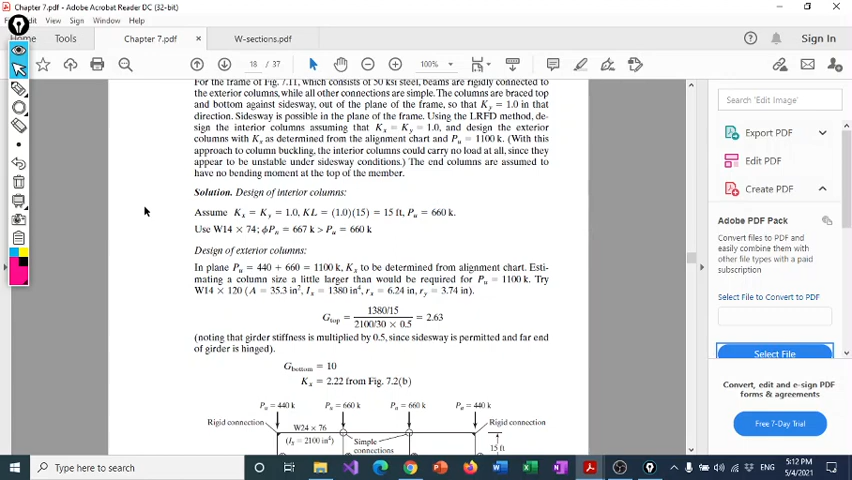 Chapter 7.pdf - Adobe Acrobat Reader DC (32-bit)
View Sign Window Help
Home Tools Chapter 7.pdf × W-sections.pdf Sign In
18 / 37 100%
For the frame of Fig. 7.11, which consists of 50 ksi steel, beams are rigidly connected to
the exterior columns, while all other connections are simple. The columns are braced top
and bottom against sidesway, out of the plane of the frame, so that Ky = 1.0 in that
direction. Sidesway is possible in the plane of the frame. Using the LRFD method, de-
sign the interior columns assuming that Kx = Ky = 1.0, and design the exterior
columns with Kx determined from the alignment chart and Pu = 1100 k. (With this
approach to column buckling, the interior columns could carry no load at all, since they
appear to be unstable under sidesway conditions.) The end columns are assumed to
have no bending moment at the top of the member.
Solution. Design of interior columns:
Assume Kx = Ky = 1.0, KL = (1.0)(15) = 15 ft, Pu = 660 k.
Use W14 × 74; ϕPn = 667 k > Pu = 660 k
Design of exterior columns:
In plane Pu = 440 + 660 = 1100 k, Kx to be determined from alignment chart. Esti-
mating a column size a little larger than would be required for Pu = 1100 k. Try
W14 × 120 (A = 35.3 in², Ix = 1380 in⁴, rx = 6.24 in, ry = 3.74 in).
Gtop = 1380/15 / 2100/30 × 0.5 = 2.63
(noting that girder stiffness is multiplied by 0.5, since sidesway is permitted and far end
of girder is hinged).
Gbottom = 10
Kx = 2.22 from Fig. 7.2(b)
Pu = 440 k Pu = 660 k Pu = 660 k Pu = 440 k
Rigid connection W24 × 76 Rigid connection
(Ix = 2100 in⁴) Simple
connections
15 ft
Search 'Edit Image'
Export PDF
Edit PDF
Create PDF
Adobe PDF Pack
Convert files to PDF and
easily combine them with
other file types with a paid
subscription
Select File to Convert to PDF
Select File
Convert, edit and e-sign PDF
forms & agreements
Free 7-Day Trial
Type here to search
ENG
5:12 PM
5/4/2021